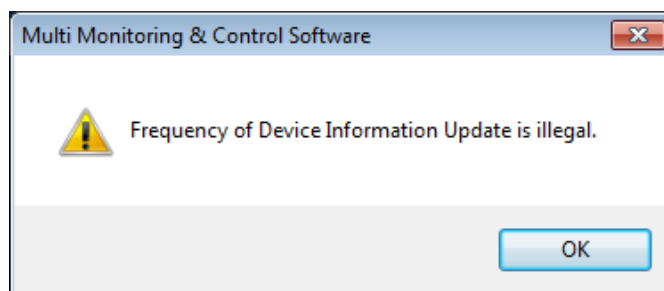 Multi Monitoring & Control Software
Frequency of Device Information Update is illegal.
OK